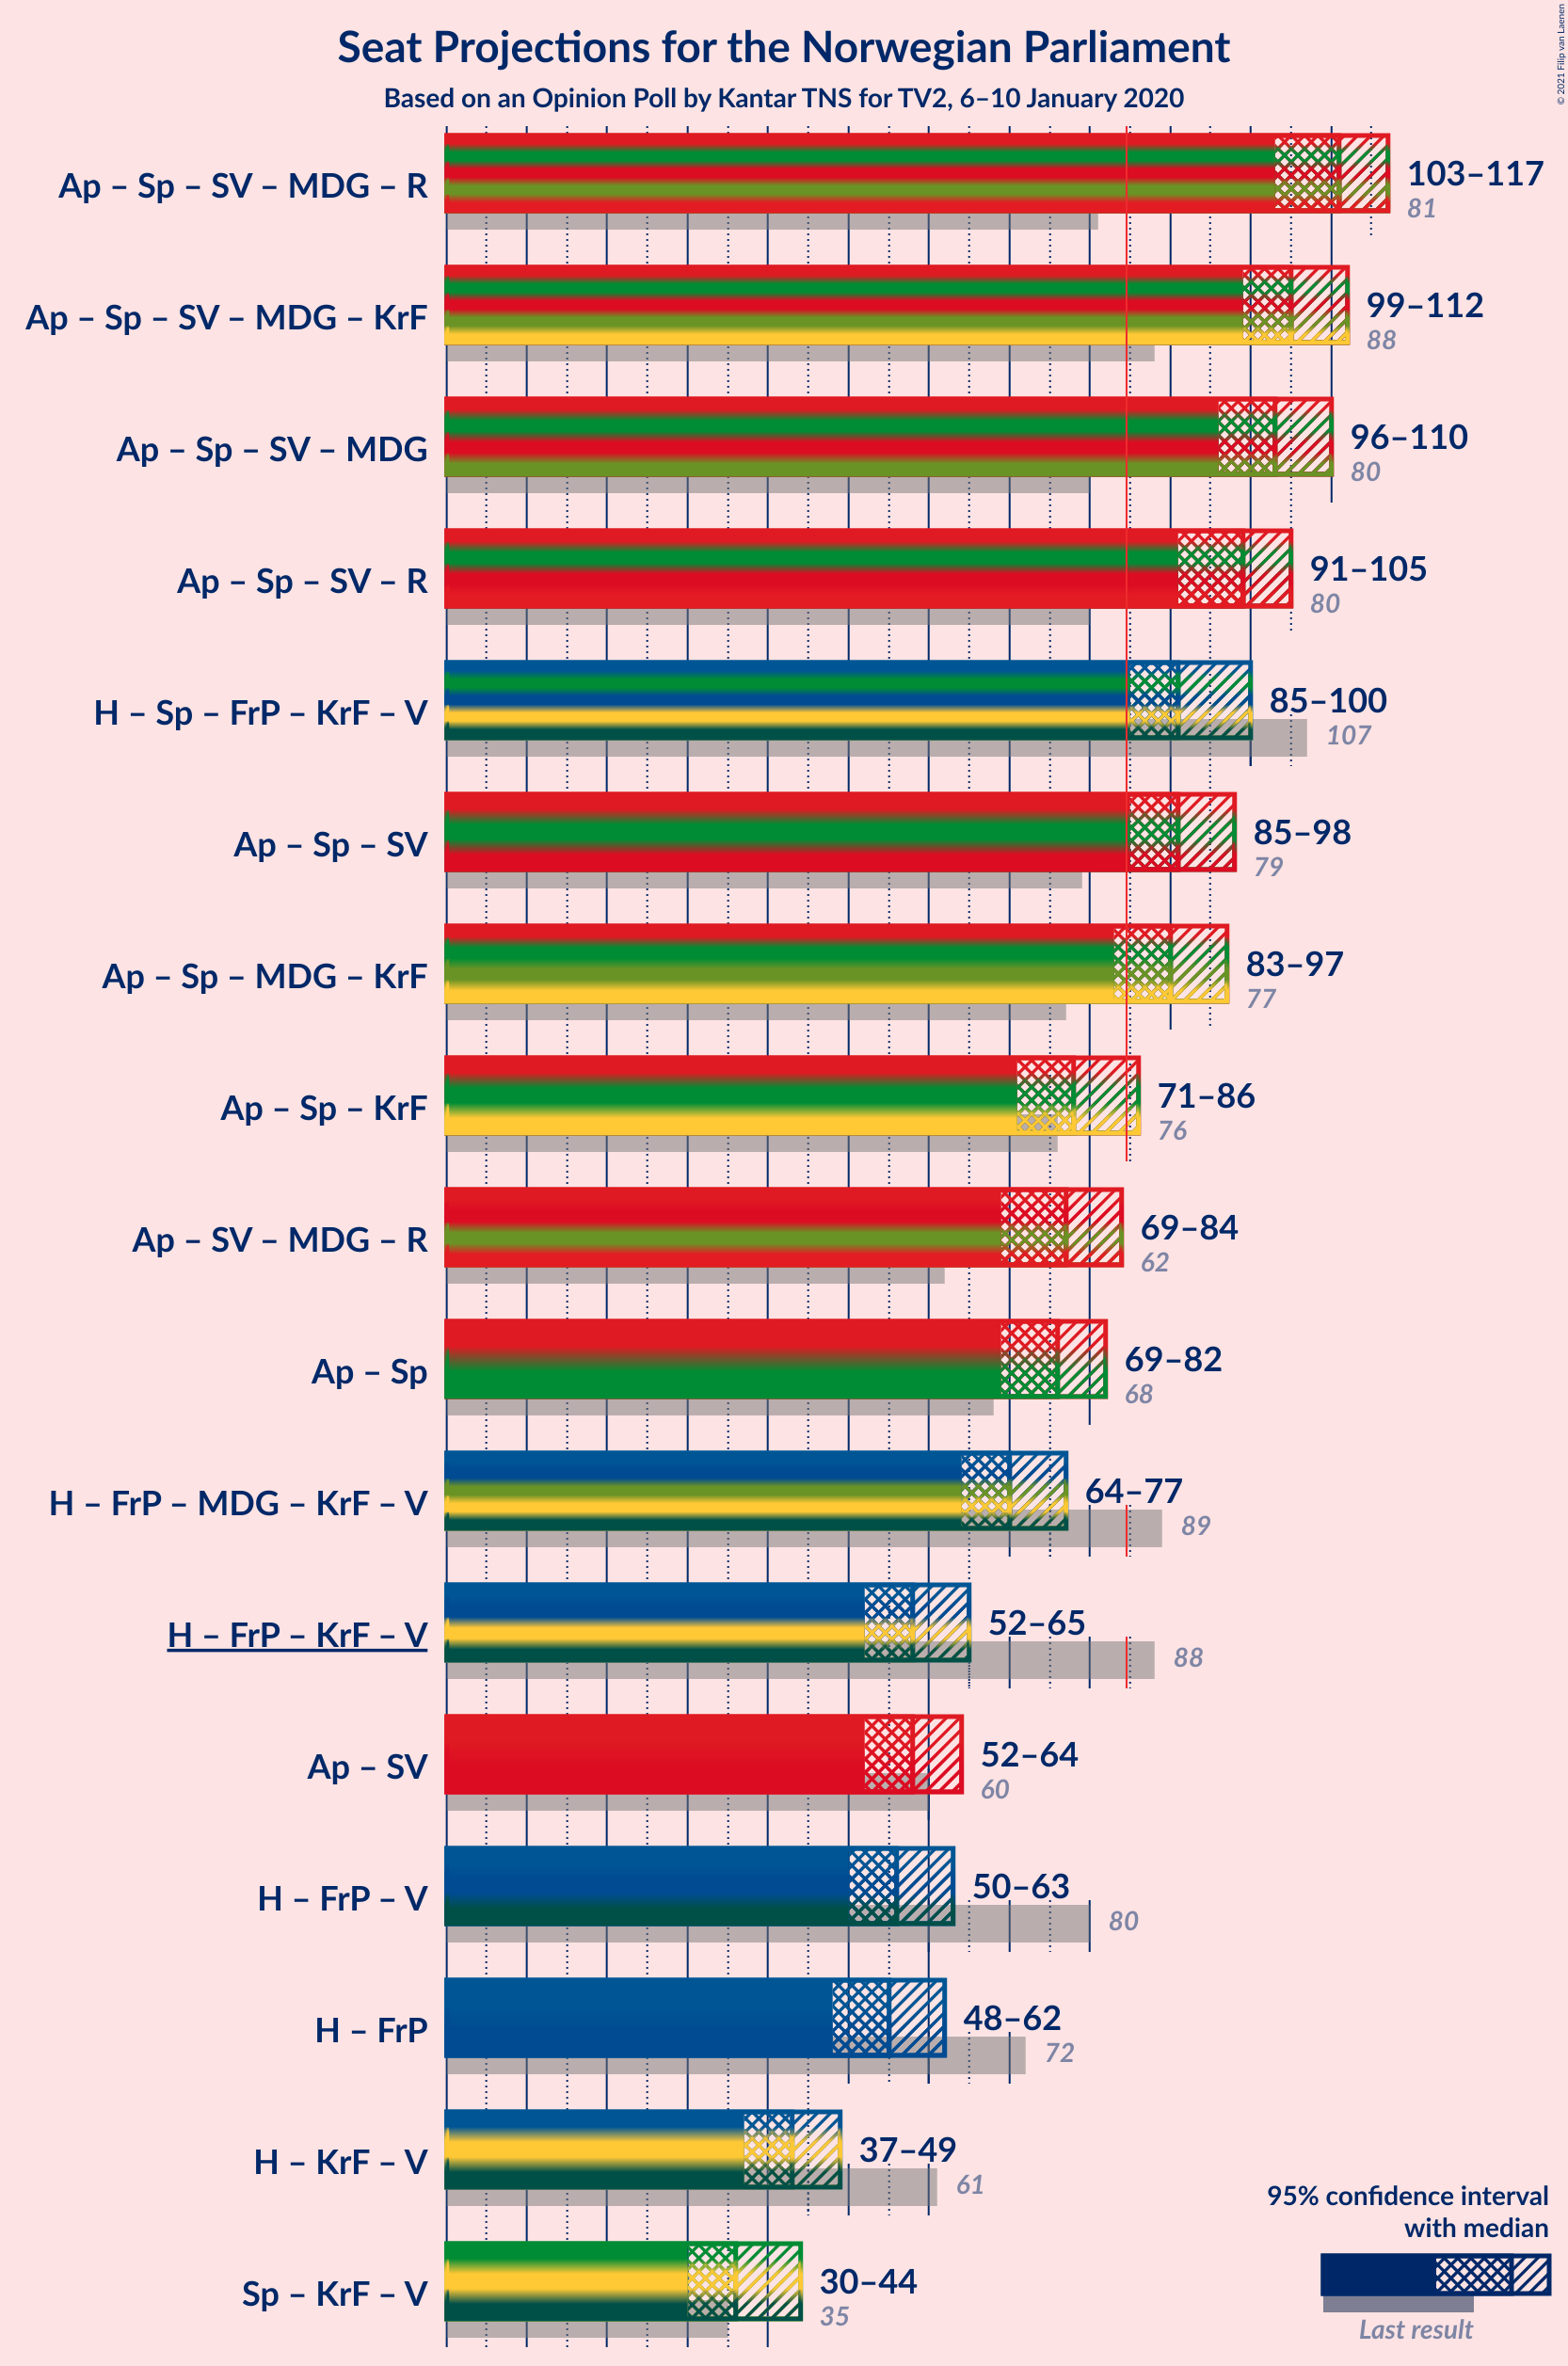 Seat Projections for the Norwegian Parliament
Based on an Opinion Poll by Kantar TNS for TV2, 6–10 January 2020
© 2021 Filip van Laenen
Ap – Sp – SV – MDG – R
103–117
81
Ap – Sp – SV – MDG – KrF
99–112
88
Ap – Sp – SV – MDG
96–110
80
Ap – Sp – SV – R
91–105
80
H – Sp – FrP – KrF – V
85–100
107
Ap – Sp – SV
85–98
79
Ap – Sp – MDG – KrF
83–97
77
Ap – Sp – KrF
71–86
76
Ap – SV – MDG – R
69–84
62
Ap – Sp
69–82
68
H – FrP – MDG – KrF – V
64–77
89
H – FrP – KrF – V
52–65
88
Ap – SV
52–64
60
H – FrP – V
50–63
80
H – FrP
48–62
72
H – KrF – V
37–49
61
Sp – KrF – V
30–44
35
95% confidence interval
with median
Last result